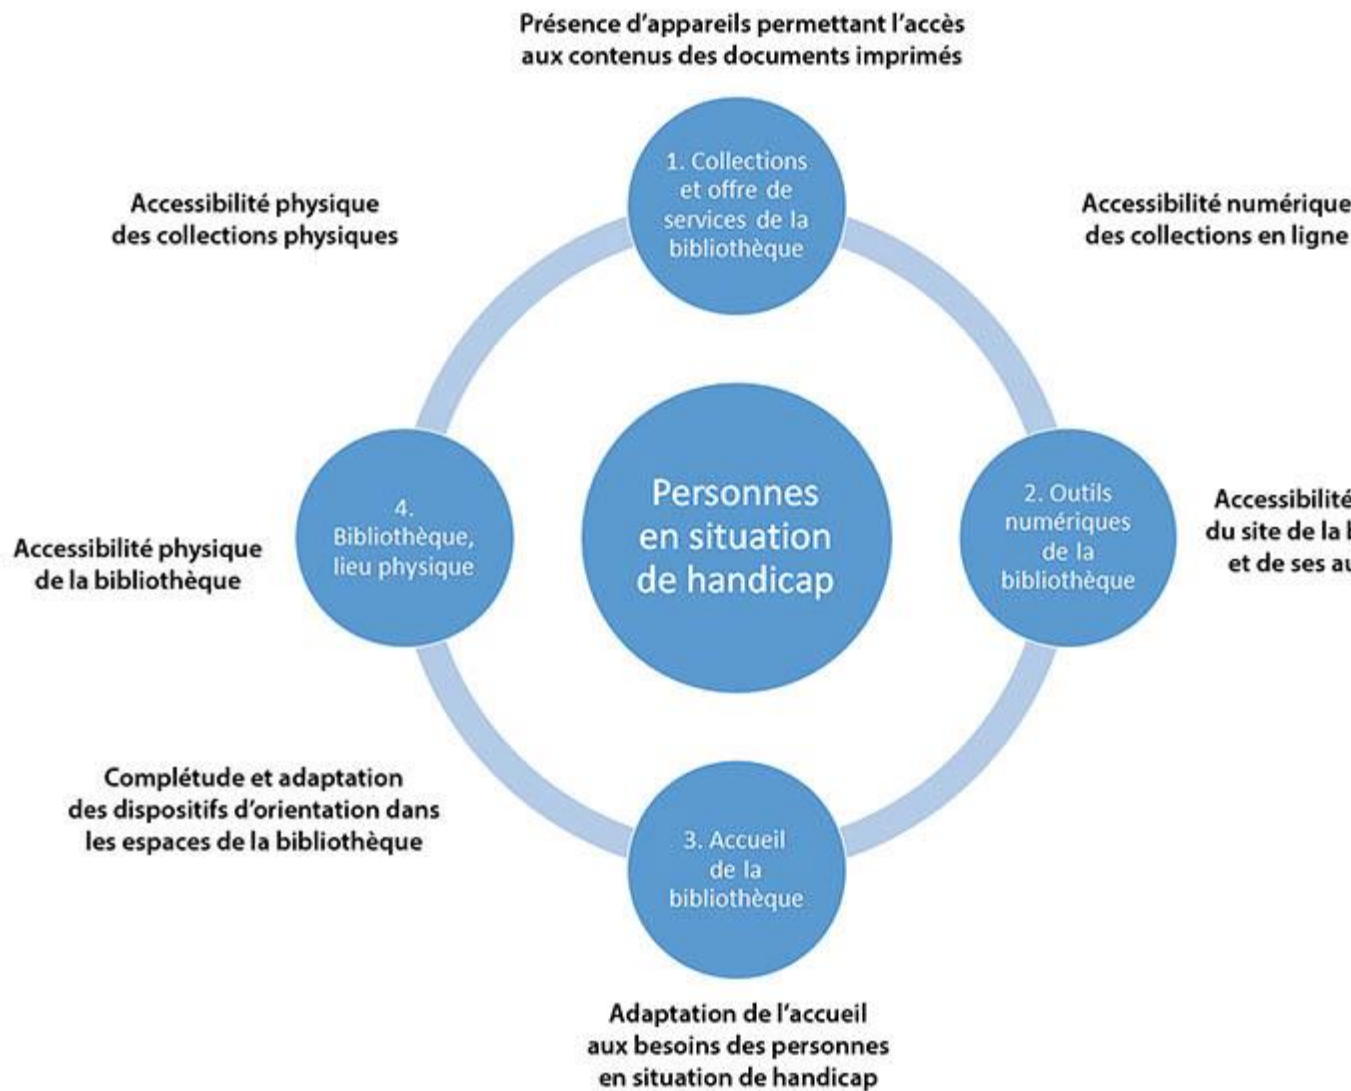 Présence d'appareils permettant l'accès
aux contenus des documents imprimés
1. Collections
et offre de
services de la
bibliothèque
Accessibilité physique
des collections physiques
Accessibilité numérique
des collections en ligne
Personnes
en situation
de handicap
4.
Bibliothèque,
lieu physique
2. Outils
numériques
de la
bibliothèque
Accessibilité physique
de la bibliothèque
Accessibilité
du site de la
et de ses
Complétude et adaptation
des dispositifs d'orientation dans
les espaces de la bibliothèque
3. Accueil
de la
bibliothèque
Adaptation de l'accueil
aux besoins des personnes
en situation de handicap